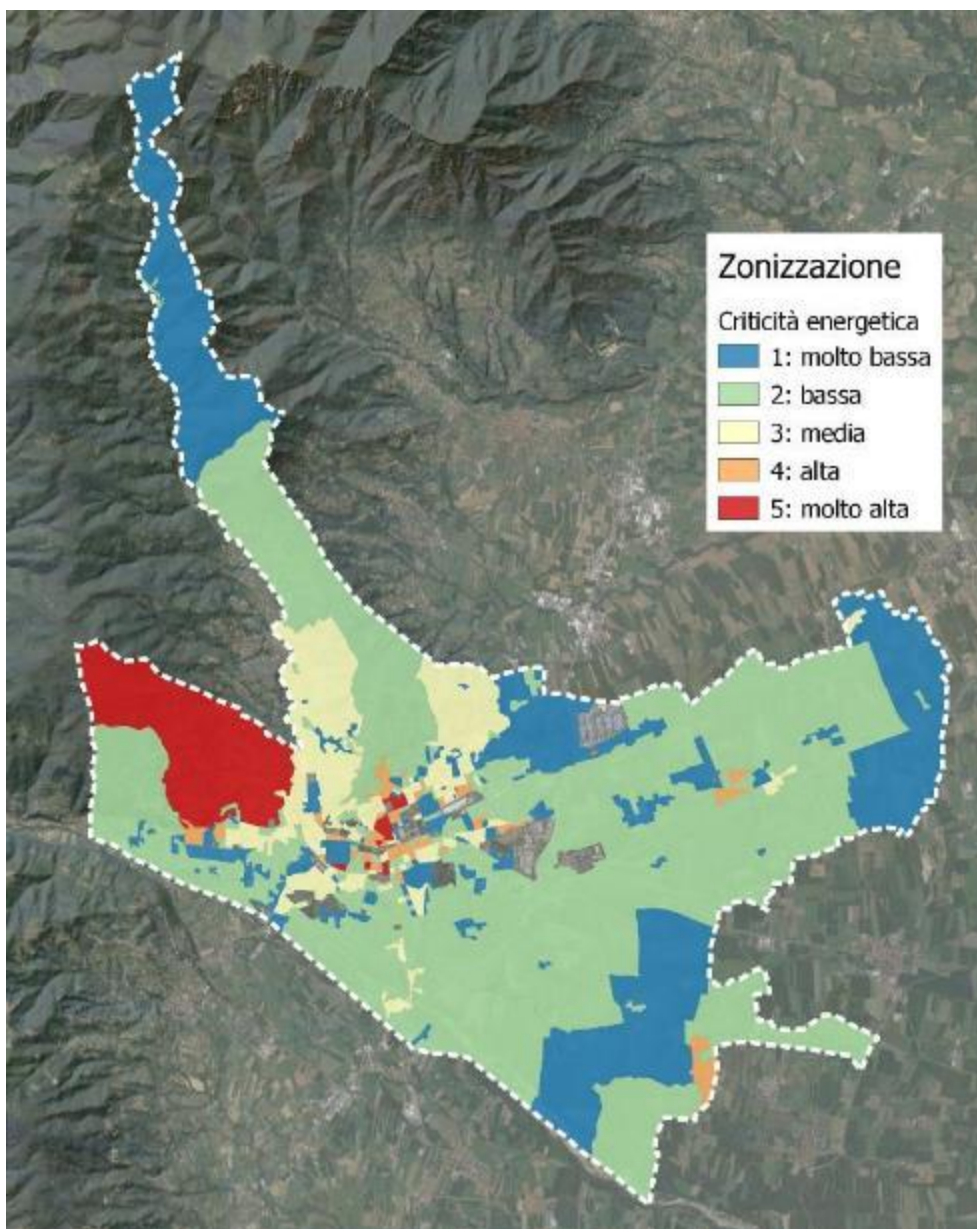 Zonizzazione
Criticità energetica
1: molto bassa
2: bassa
3: media
4: alta
5: molto alta